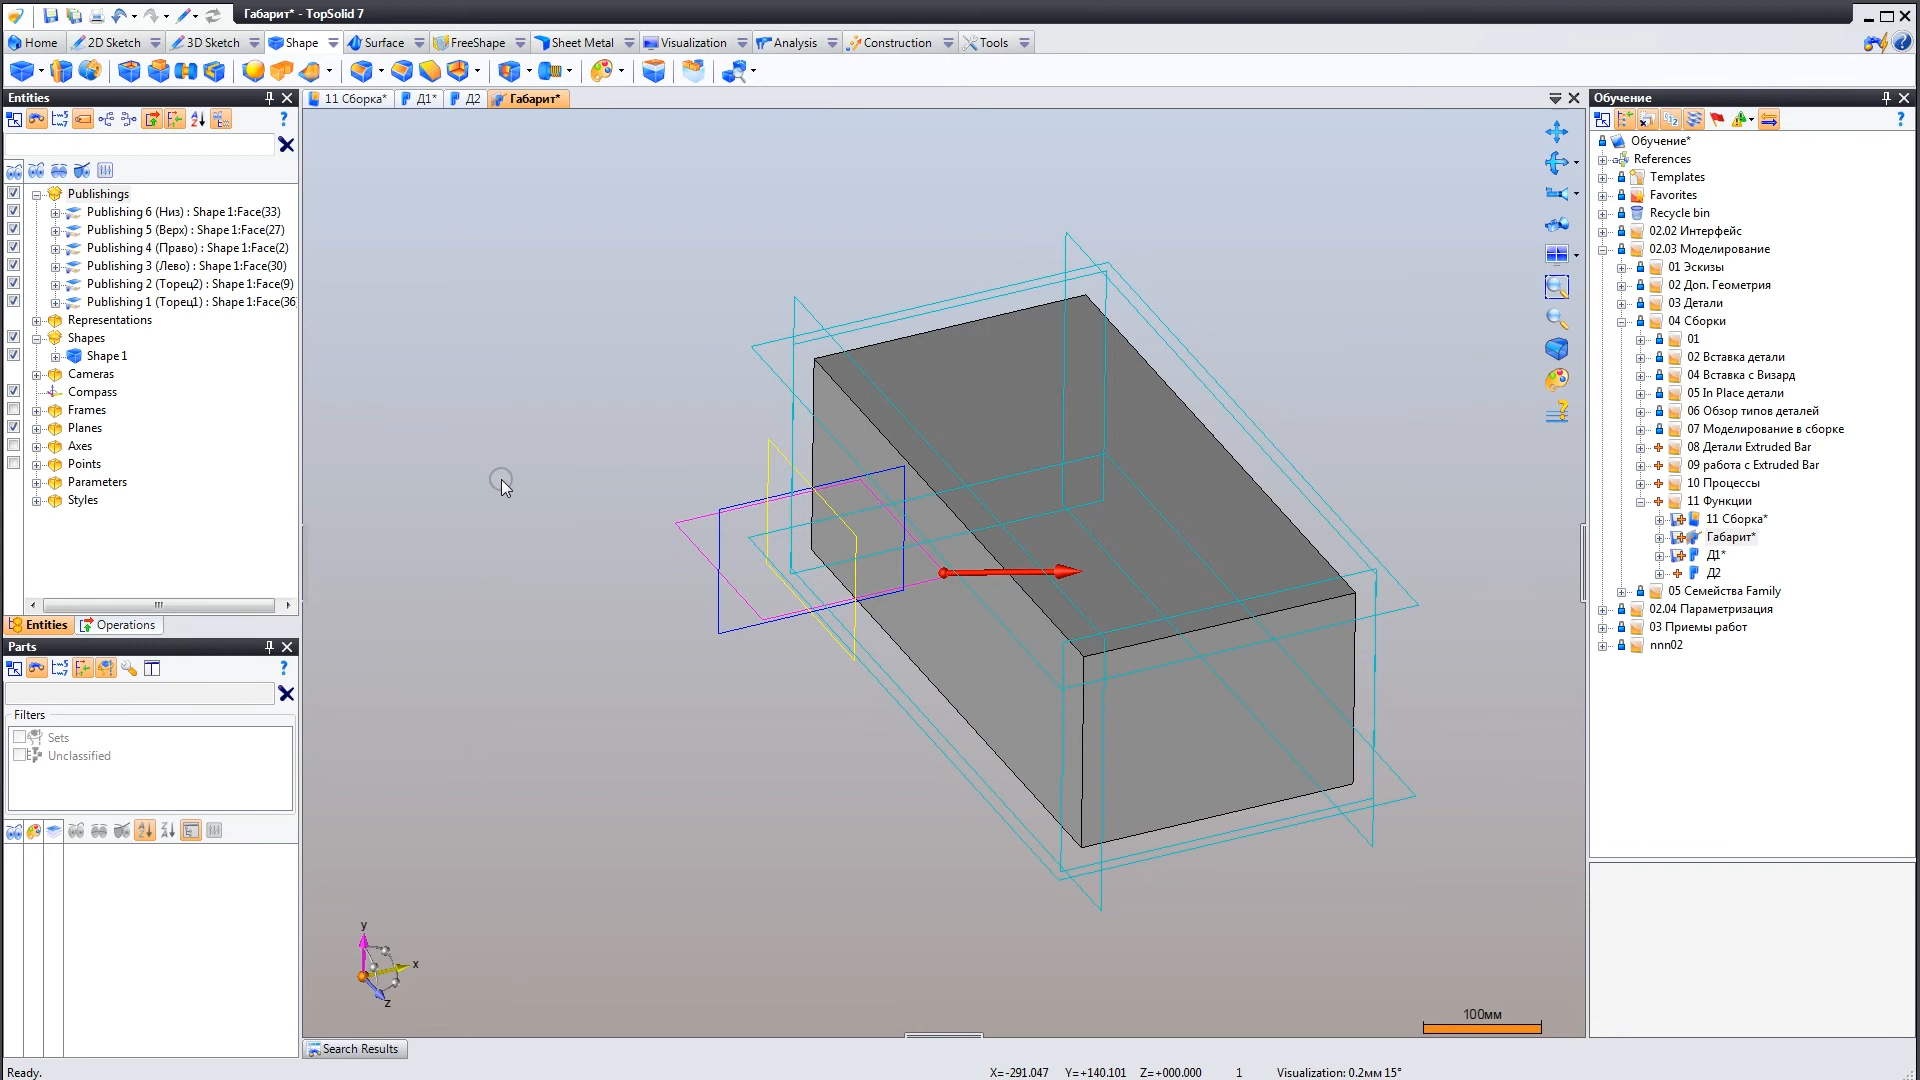 Габарит* - TopSolid 7
Home
2D Sketch
3D Sketch
Shape
Surface
FreeShape
Sheet Metal
Visualization
Analysis
Construction
Tools
Entities
11 Сборка*
Д1*
Д2
Габарит*
Обучение
Publishings
Publishing 6 (Низ) : Shape 1:Face(33)
Publishing 5 (Верх) : Shape 1:Face(27)
Publishing 4 (Право) : Shape 1:Face(2)
Publishing 3 (Лево) : Shape 1:Face(30)
Publishing 2 (Торец2) : Shape 1:Face(9)
Publishing 1 (Торец1) : Shape 1:Face(36
Representations
Shapes
Shape 1
Cameras
Compass
Frames
Planes
Axes
Points
Parameters
Styles
Entities
Operations
Parts
Filters
Sets
Unclassified
Обучение*
References
Templates
Favorites
Recycle bin
02.02 Интерфейс
02.03 Моделирование
01 Эскизы
02 Доп. Геометрия
03 Детали
04 Сборки
01
02 Вставка детали
04 Вставка с Визард
05 In Place детали
06 Обзор типов деталей
07 Моделирование в сборке
08 Детали Extruded Bar
09 работа с Extruded Bar
10 Процессы
11 Функции
11 Сборка*
Габарит*
Д1*
Д2
05 Семейства Family
02.04 Параметризация
03 Приемы работ
nnn02
y
x
z
100мм
Search Results
Ready.
X=-291.047 Y=+140.101 Z=+000.000 1 Visualization: 0.2мм 15°